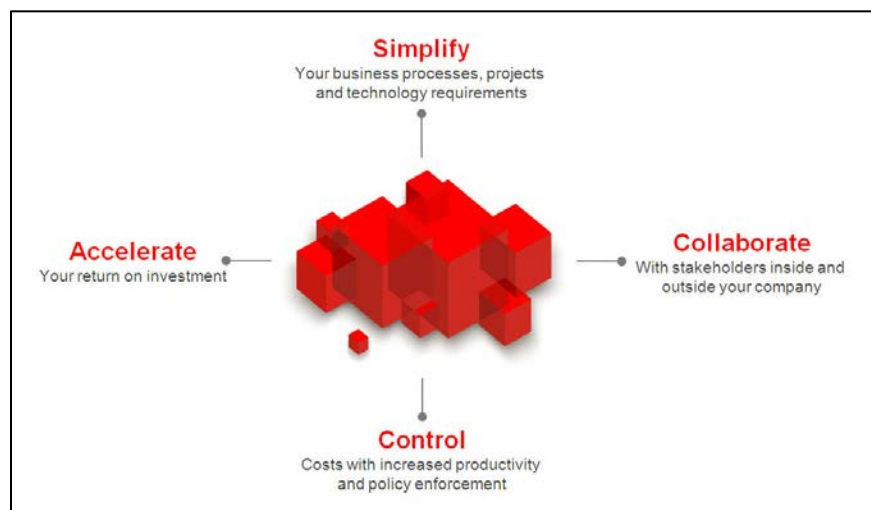 Simplify
Your business processes, projects
and technology requirements
Accelerate
Your return on investment
Collaborate
With stakeholders inside and
outside your company
Control
Costs with increased productivity
and policy enforcement